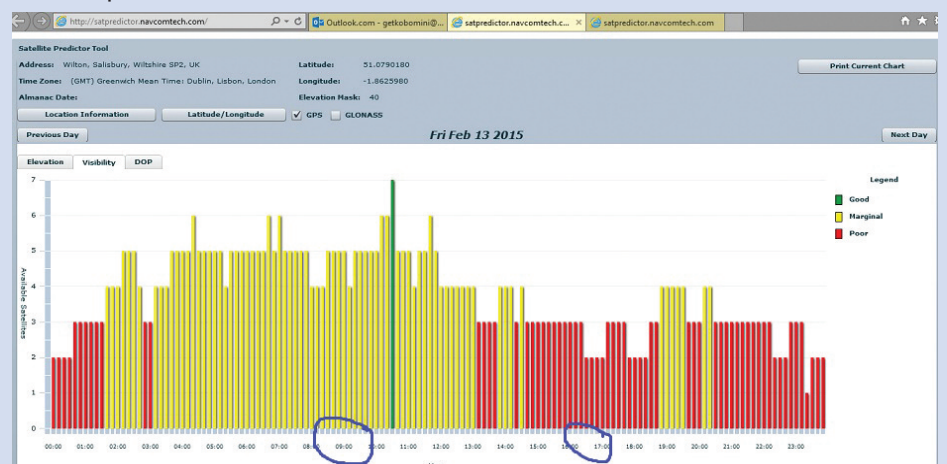 http://satpredictor.navcomtech.com/
Outlook.com - getkobomini@...
satpredictor.navcomtech.c...
satpredictor.navcomtech.com
Satellite Predictor Tool
Address: Wilton, Salisbury, Wiltshire SP2, UK
Latitude: 51.0790180
Print Current Chart
Time Zone: (GMT) Greenwich Mean Time: Dublin, Lisbon, London
Longitude: -1.8625980
Almanac Date:
Elevation Mask: 40
Location Information
Latitude/Longitude
GPS
GLONASS
Previous Day
Fri Feb 13 2015
Next Day
Elevation
Visibility
DOP
Legend
Good
Marginal
Poor
Available Satellites
7
6
5
4
3
2
1
0
00:00 01:00 02:00 03:00 04:00 05:00 06:00 07:00 08:00 09:00 10:00 11:00 12:00 13:00 14:00 15:00 16:00 17:00 18:00 19:00 20:00 21:00 22:00 23:00